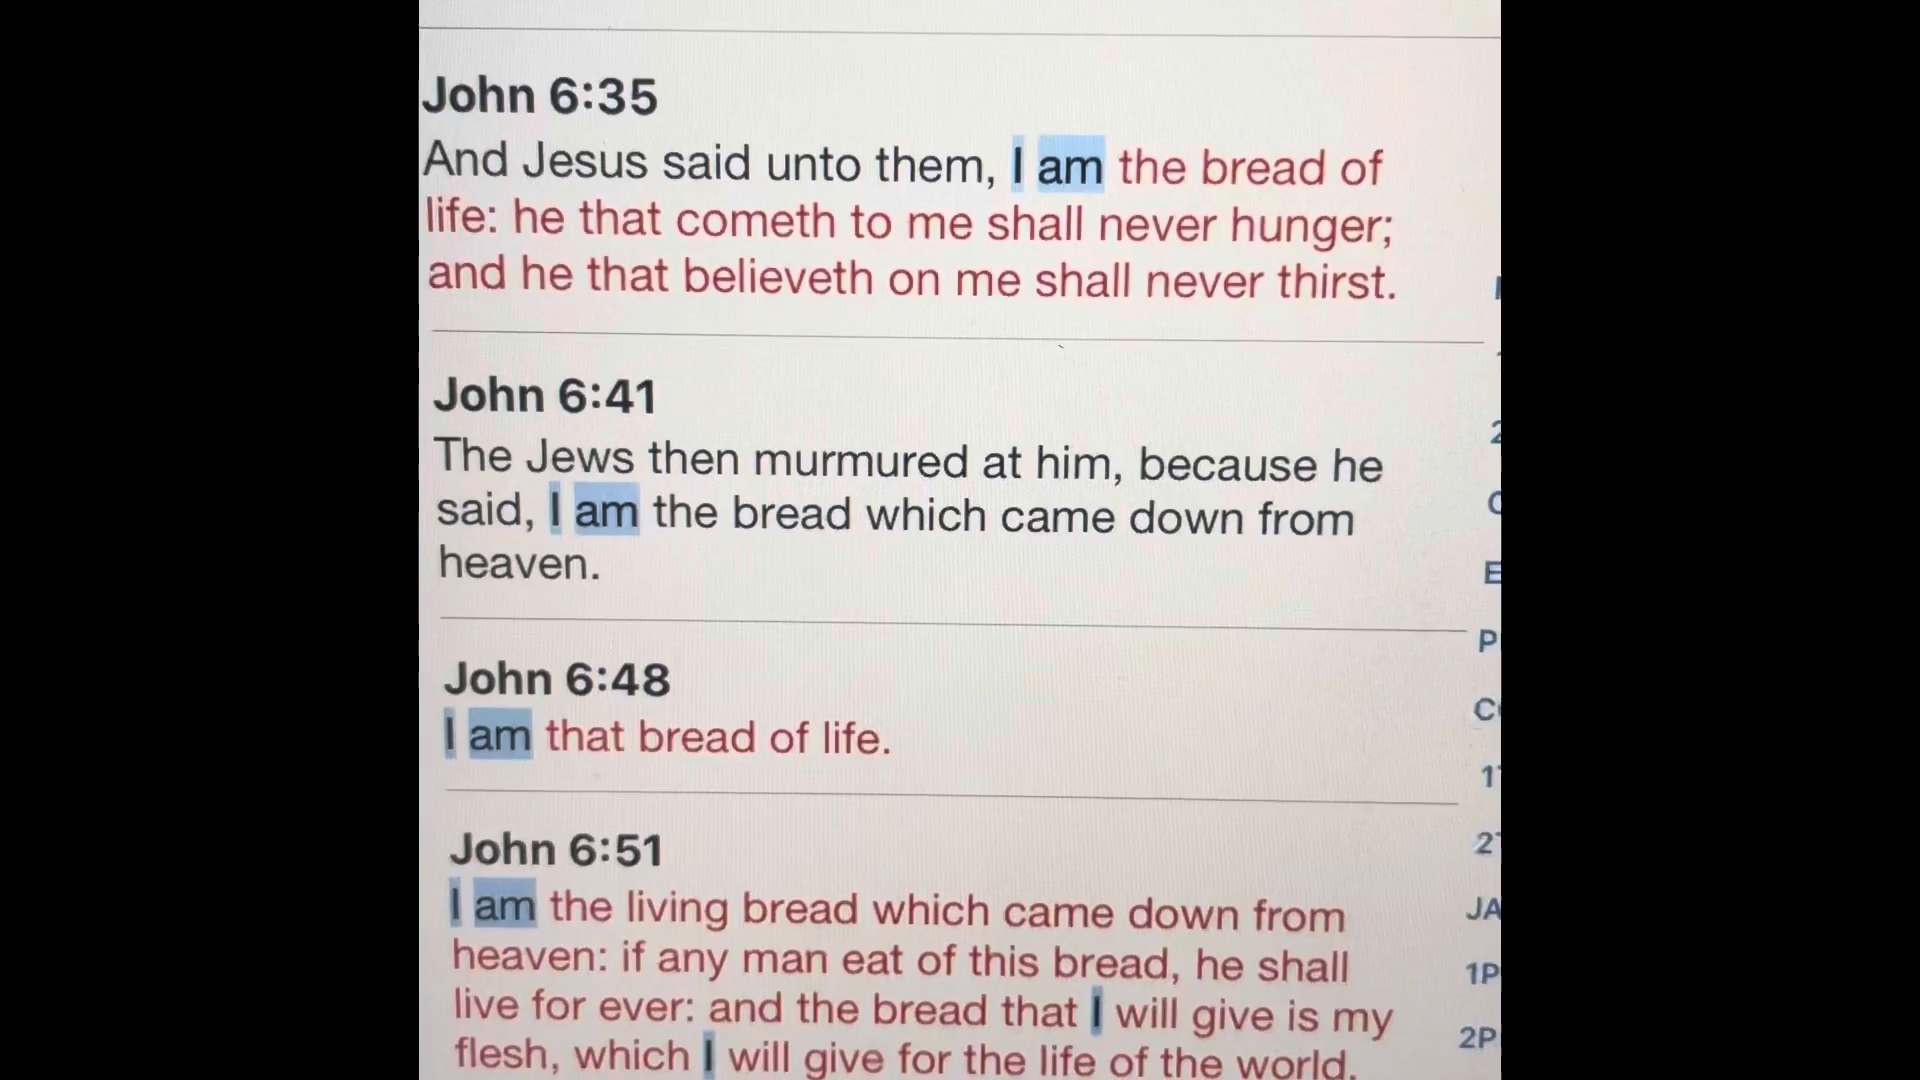 John 6:35
And Jesus said unto them, I am the bread of
life: he that cometh to me shall never hunger;
and he that believeth on me shall never thirst.
John 6:41
The Jews then murmured at him, because he
said, I am the bread which came down from
heaven.
John 6:48
I am that bread of life.
John 6:51
I am the living bread which came down from
heaven: if any man eat of this bread, he shall
live for ever: and the bread that I will give is my
flesh, which I will give for the life of the world.
2
E
P
JA
1P
2P